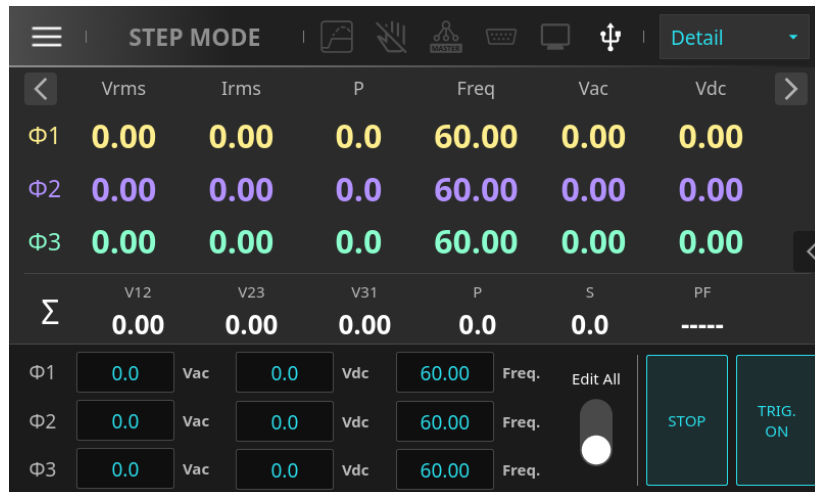 STEP MODE MASTER Detail
Vrms Irms P Freq Vac Vdc
Φ1 0.00 0.00 0.0 60.00 0.00 0.00
Φ2 0.00 0.00 0.0 60.00 0.00 0.00
Φ3 0.00 0.00 0.0 60.00 0.00 0.00
V12 V23 V31 P S PF
Σ 0.00 0.00 0.00 0.0 0.0 -----
Φ1 0.0 Vac 0.0 Vdc 60.00 Freq. Edit All
Φ2 0.0 Vac 0.0 Vdc 60.00 Freq. STOP TRIG.
ON
Φ3 0.0 Vac 0.0 Vdc 60.00 Freq.